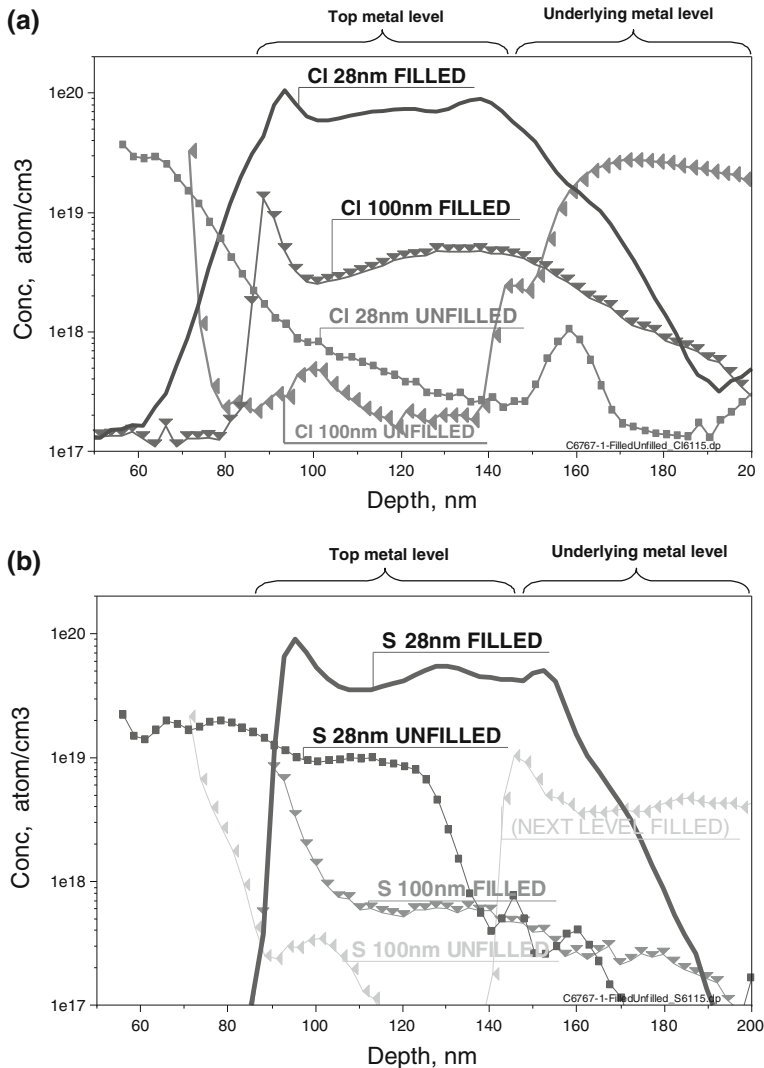 (a)
Top metal level
Underlying metal level
1e20
1e19
1e18
1e17
Conc, atom/cm3
Cl 28nm FILLED
Cl 100nm FILLED
Cl 28nm UNFILLED
Cl 100nm UNFILLED
C6767-1-FilledUnfilled_Cl6115.dp
60 80 100 120 140 160 180 20
Depth, nm
(b)
Top metal level
Underlying metal level
1e20
1e19
1e18
1e17
Conc, atom/cm3
S 28nm FILLED
S 28nm UNFILLED
(NEXT LEVEL FILLED)
S 100nm FILLED
S 100nm UNFILLED
C6767-1-FilledUnfilled_S6115.dp
60 80 100 120 140 160 180 200
Depth, nm